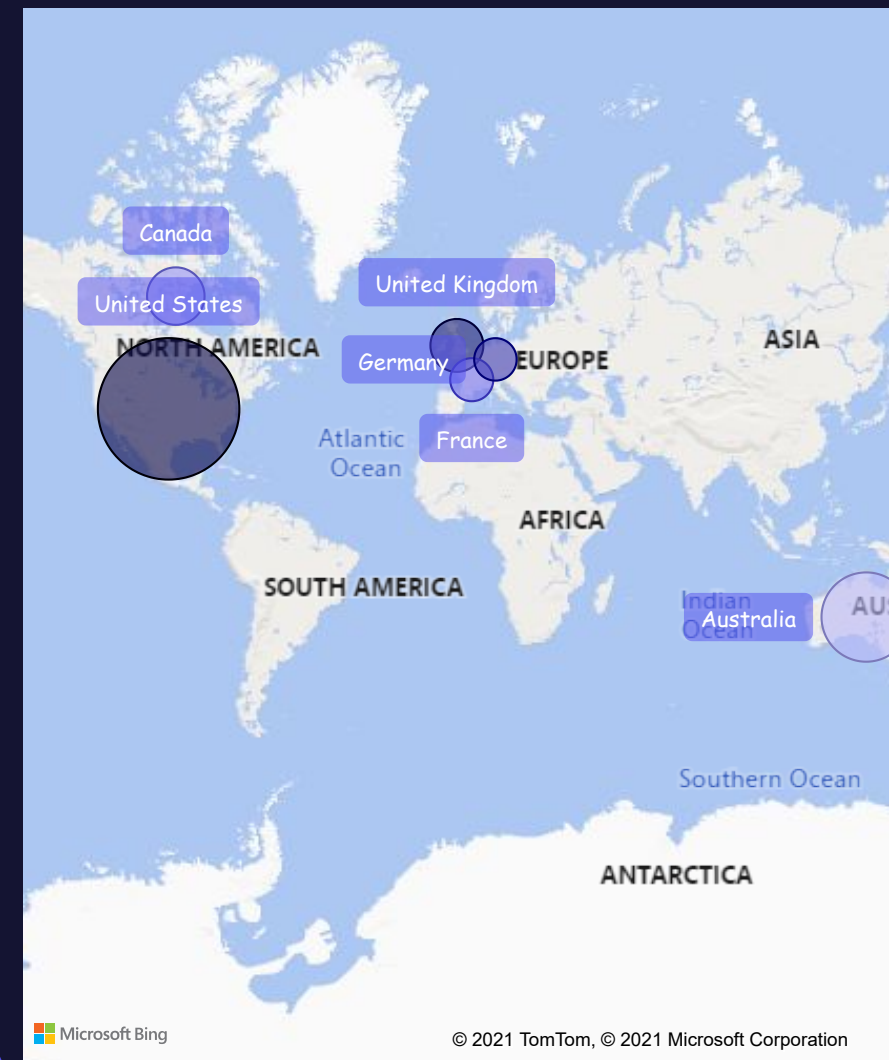 Canada
United States
United Kingdom
NORTH AMERICA
ASIA
Germany
EUROPE
Atlantic
Ocean
France
AFRICA
SOUTH AMERICA
Indian
Ocean
Australia
AUS
Southern Ocean
ANTARCTICA
Microsoft Bing
© 2021 TomTom, © 2021 Microsoft Corporation